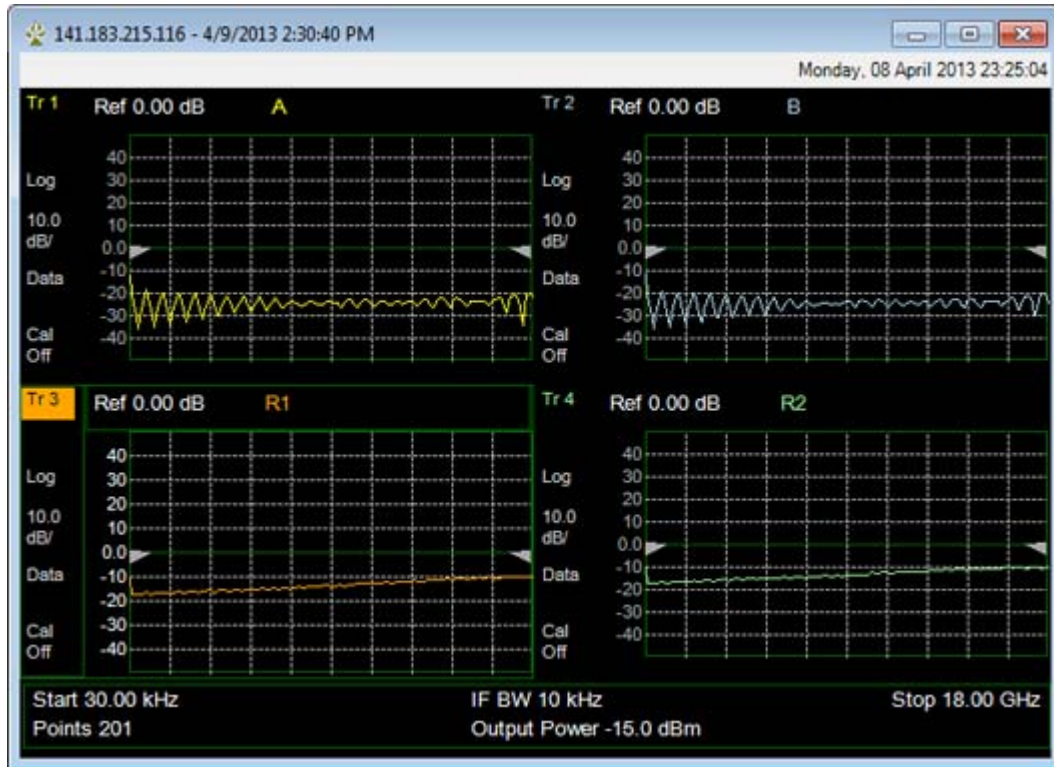 141.183.215.116 - 4/9/2013 2:30:40 PM
Monday, 08 April 2013 23:25:04
Tr 1
Ref 0.00 dB
A
40
30
20
10
0.0
-10
-20
-30
-40
Log
10.0
dB/
Data
Cal
Off
Tr 2
Ref 0.00 dB
B
40
30
20
10
0.0
-10
-20
-30
-40
Log
10.0
dB/
Data
Cal
Off
Tr 3
Ref 0.00 dB
R1
40
30
20
10
0.0
-10
-20
-30
-40
Log
10.0
dB/
Data
Cal
Off
Tr 4
Ref 0.00 dB
R2
40
30
20
10
0.0
-10
-20
-30
-40
Log
10.0
dB/
Data
Cal
Off
Start 30.00 kHz
IF BW 10 kHz
Stop 18.00 GHz
Points 201
Output Power -15.0 dBm